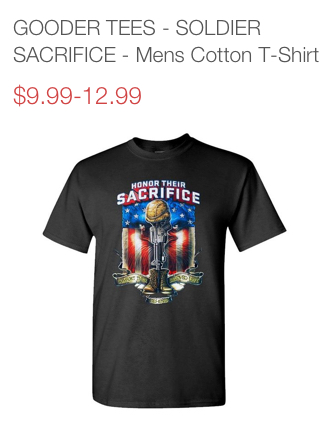 GOODER TEES - SOLDIER
SACRIFICE - Mens Cotton T-Shirt
$9.99-12.99
HONOR THEIR
SACRIFICE